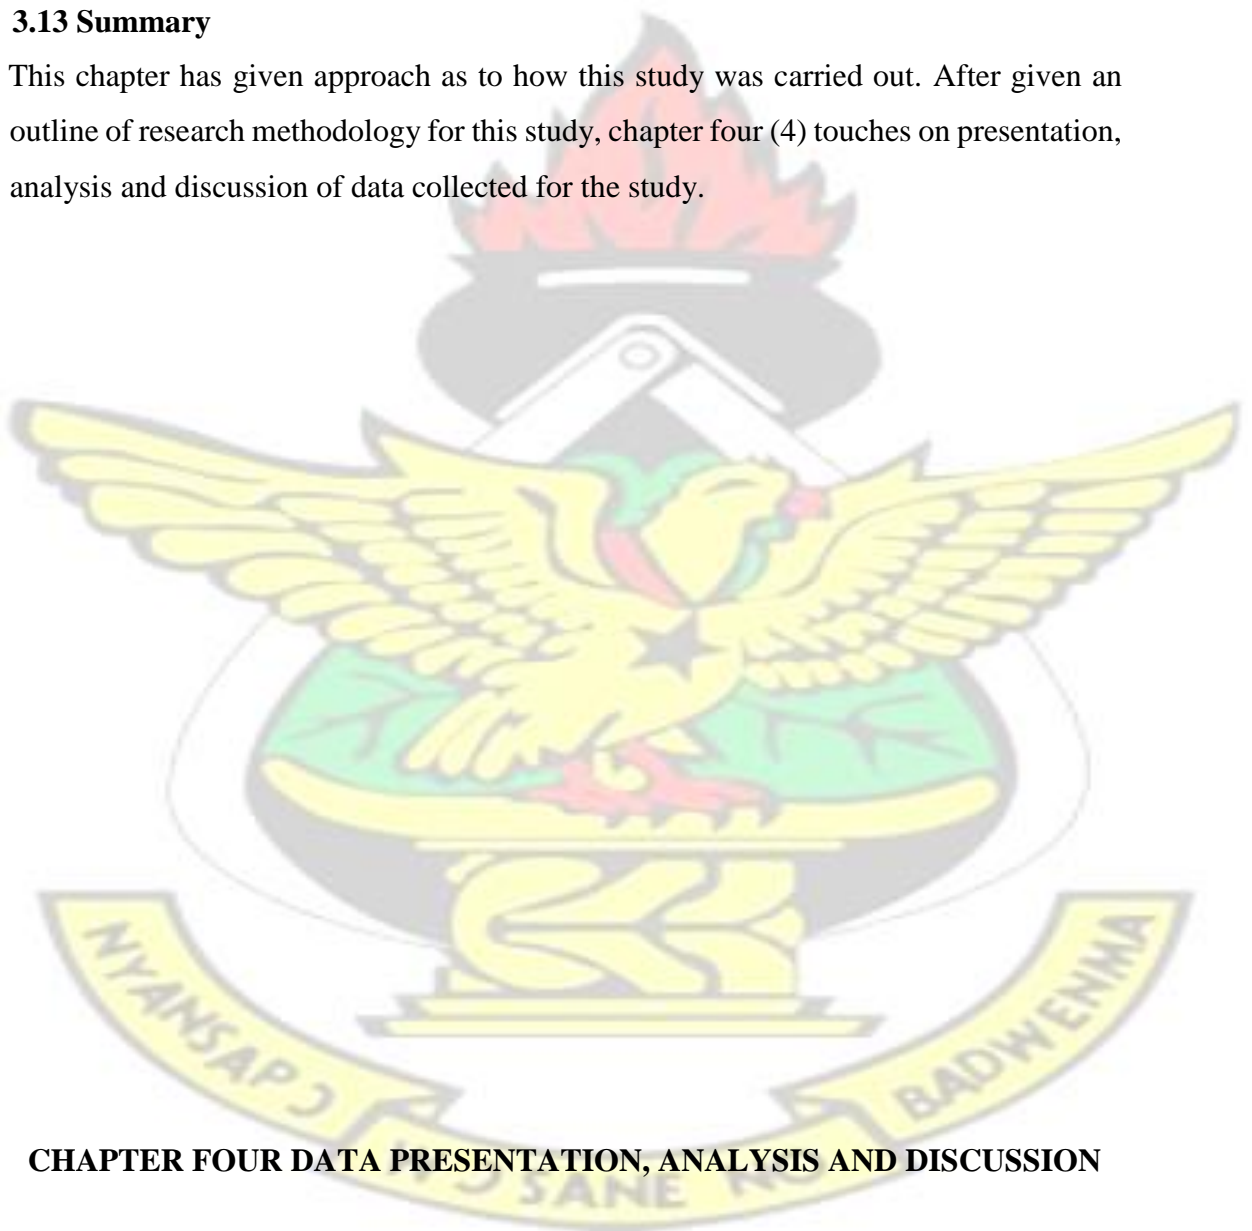 3.13 Summary
This chapter has given approach as to how this study was carried out. After given an
outline of research methodology for this study, chapter four (4) touches on presentation,
analysis and discussion of data collected for the study.
NYANSAPƆ
BADWENMA
CHAPTER FOUR DATA PRESENTATION, ANALYSIS AND DISCUSSION
SANE NO